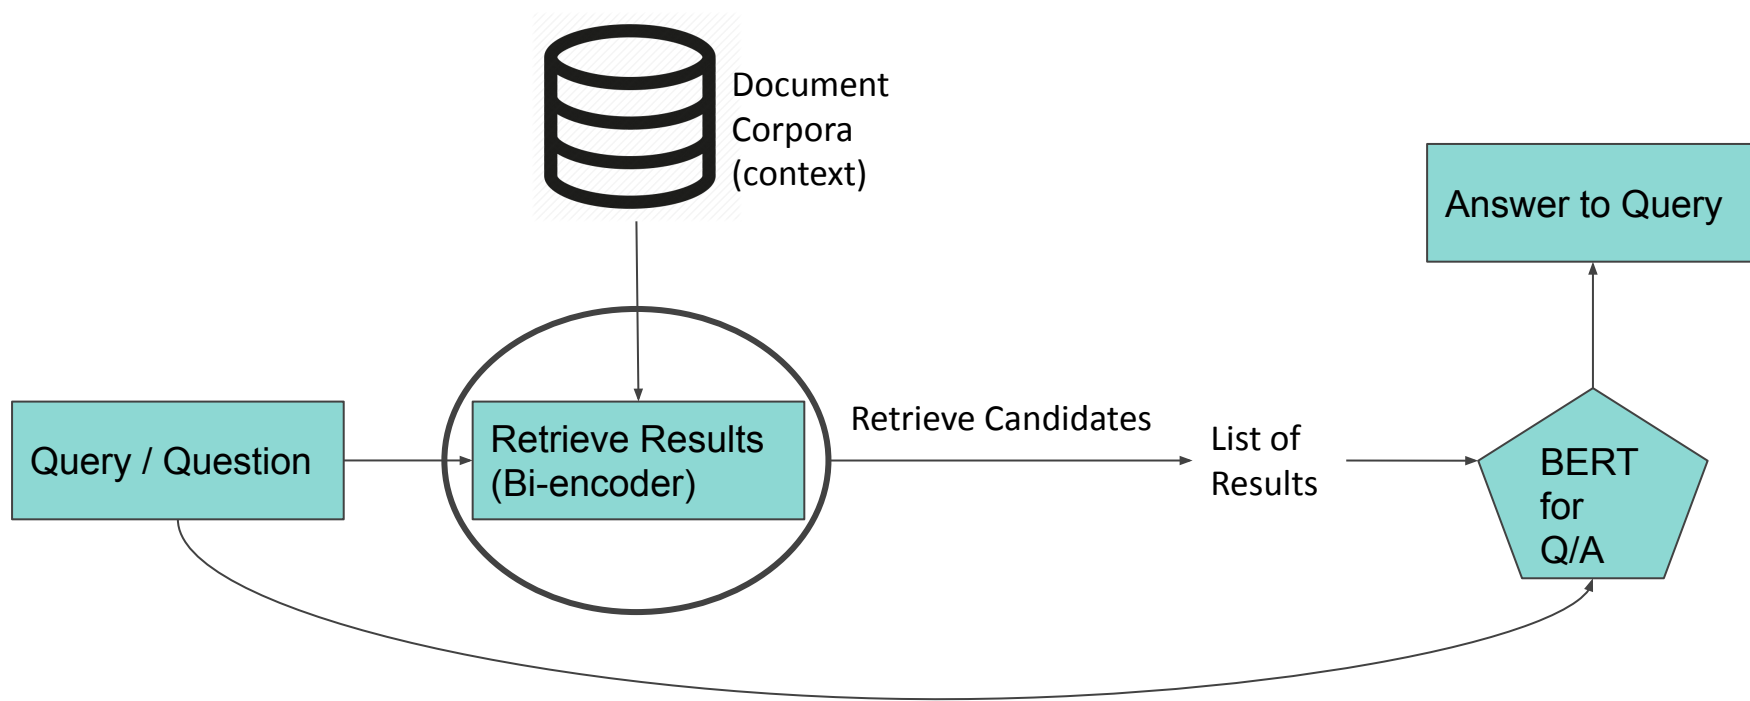 Document
Corpora
(context)
Answer to Query
Query / Question
Retrieve Results
(Bi-encoder)
Retrieve Candidates
List of
Results
BERT
for
Q/A